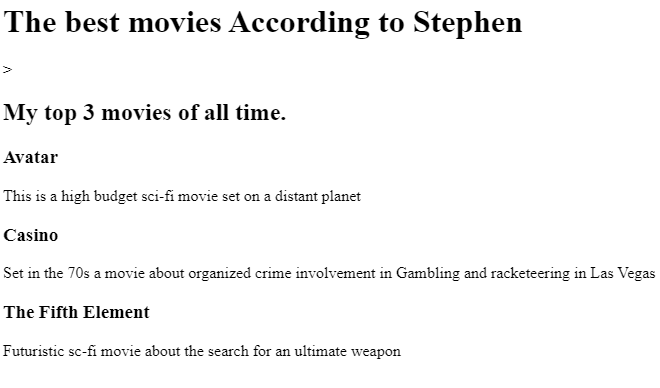 The best movies According to Stephen
>
My top 3 movies of all time.
Avatar
This is a high budget sci-fi movie set on a distant planet
Casino
Set in the 70s a movie about organized crime involvement in Gambling and racketeering in Las Vegas
The Fifth Element
Futuristic sc-fi movie about the search for an ultimate weapon